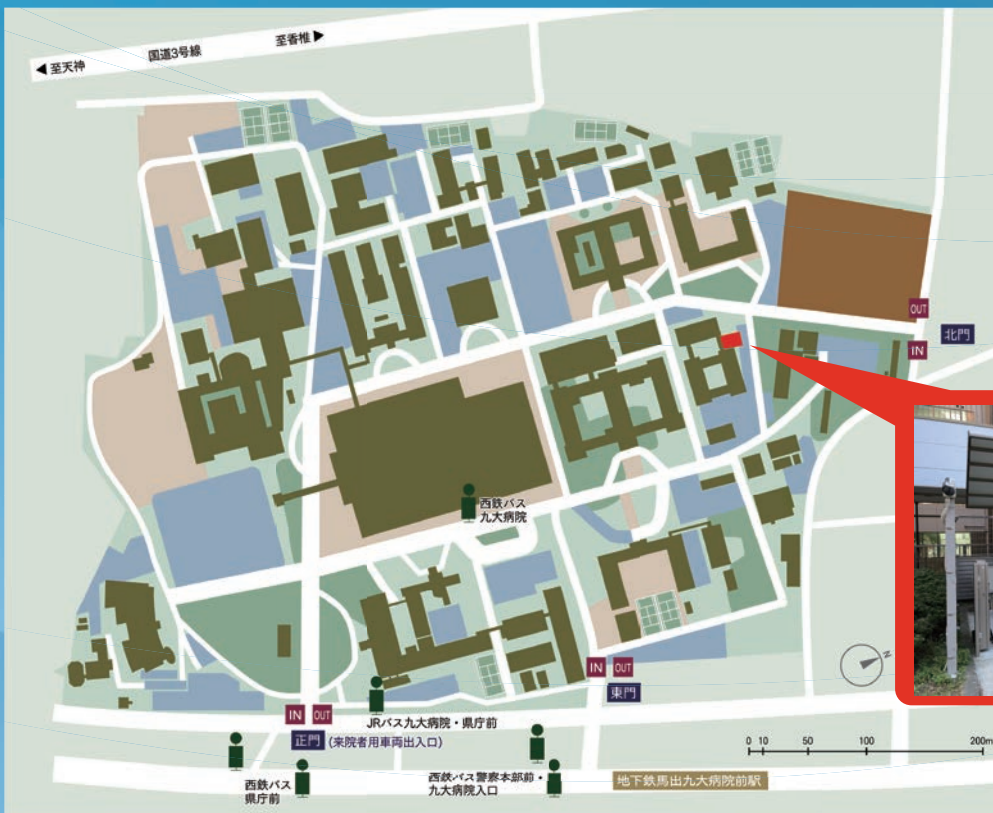 ◀至天神
国道3号線
至香椎▶
OUT
北門
IN
西鉄バス
九大病院
IN OUT
東門
JRバス九大病院・県庁前
IN OUT
正門 (来院者用車両出入口)
西鉄バス
県庁前
西鉄バス警察本部前・
九大病院入口
地下鉄馬出九大病院前駅
N
0 10 50 100 200m